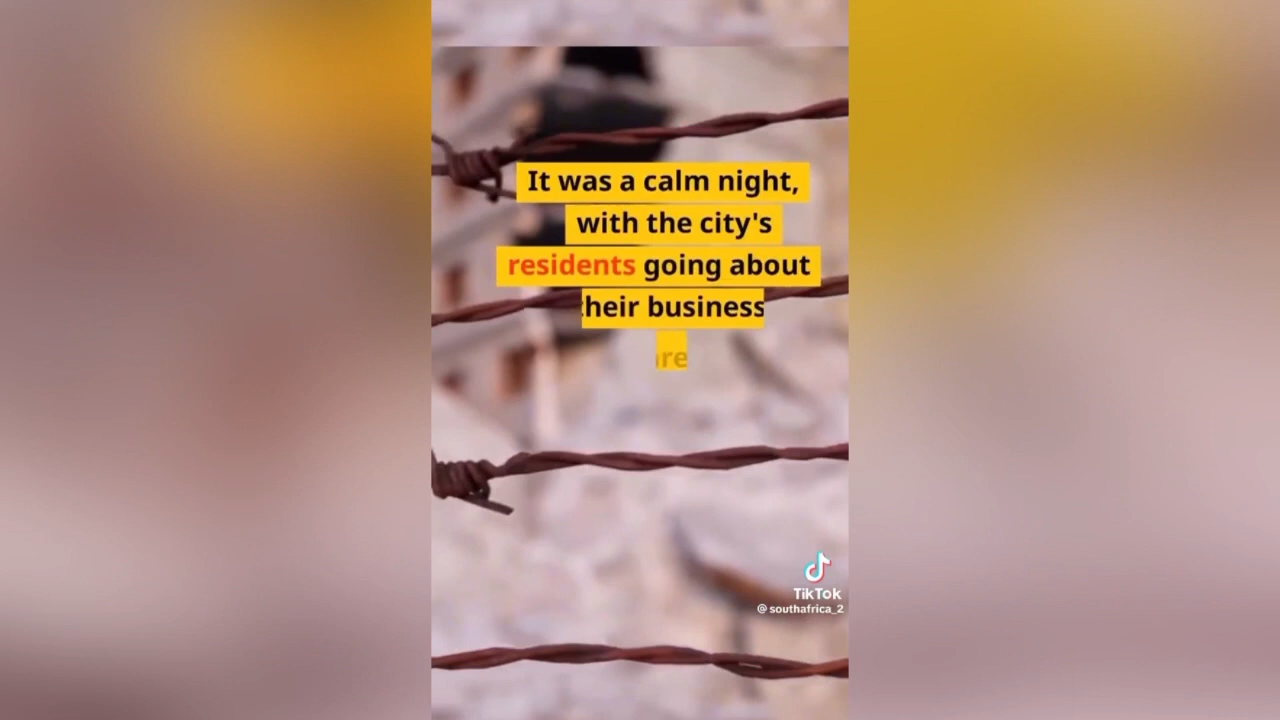 It was a calm night,
with the city's
residents going about
their business
TikTok
@southafrica_2